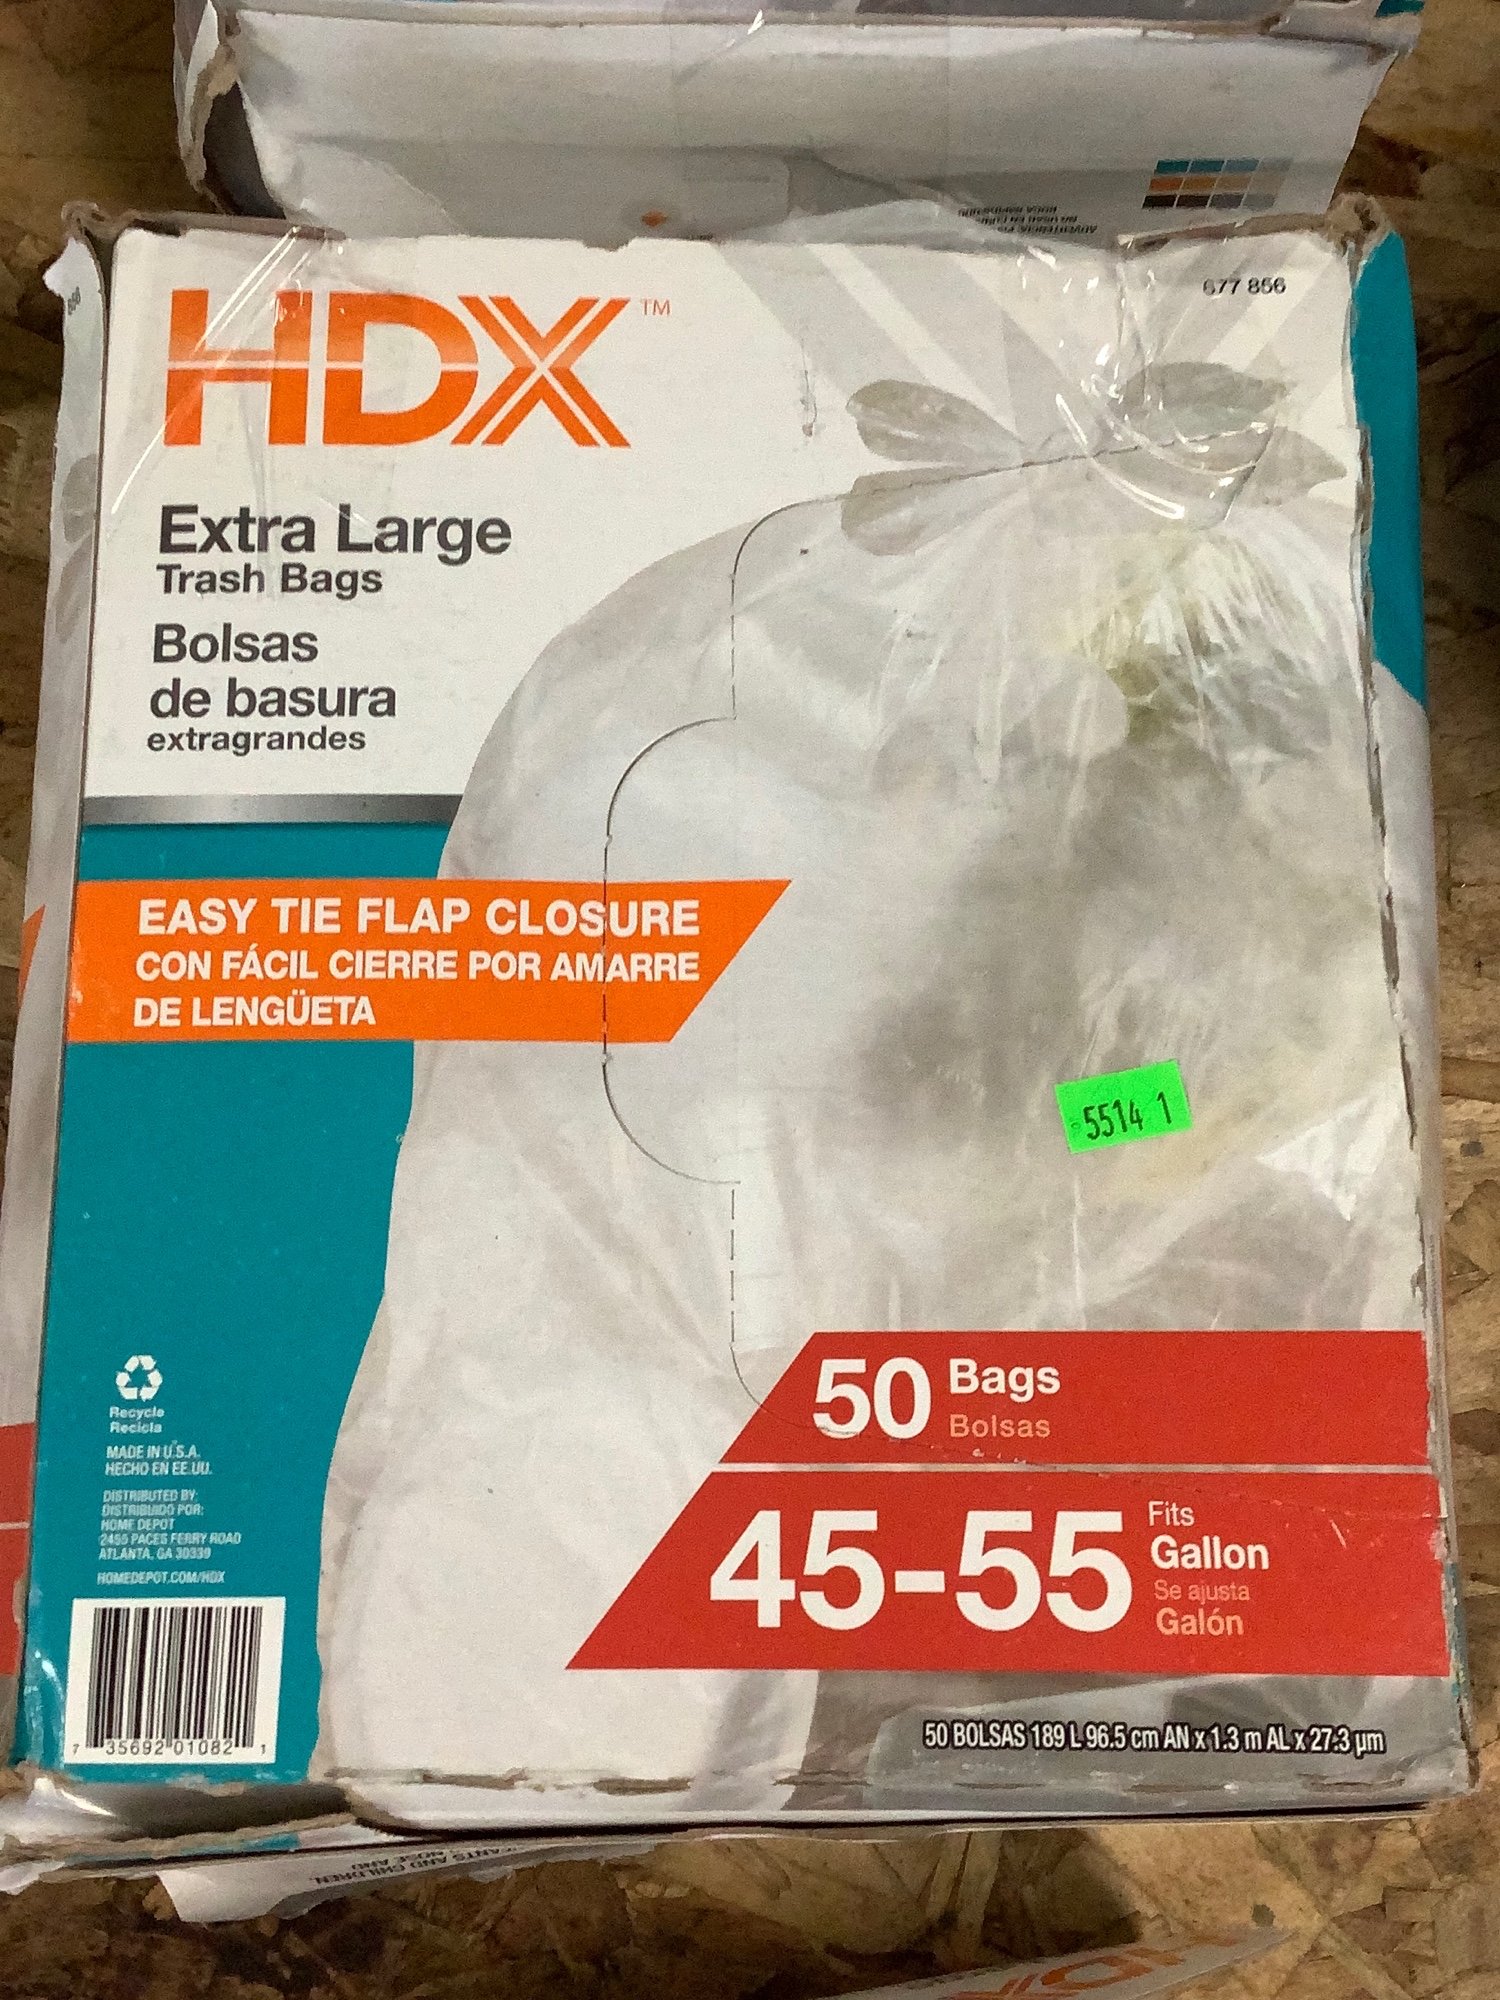 HDX™
677 856
Extra Large
Trash Bags
Bolsas
de basura
extragrandes
EASY TIE FLAP CLOSURE
CON FÁCIL CIERRE POR AMARRE
DE LENGÜETA
5514 1
50 Bags
Bolsas
45-55
Fits
Gallon
Se ajusta
Galón
Recycle
Recicla
MADE IN U.S.A.
HECHO EN EE.UU.
DISTRIBUTED BY:
DISTRIBUIDO POR:
HOME DEPOT
2455 PACES FERRY ROAD
ATLANTA, GA 30339
HOMEDEPOT.COM/HDX
7 35692 01082 1
50 BOLSAS 189 L 96.5 cm AN x 1.3 m AL x 27.3 µm